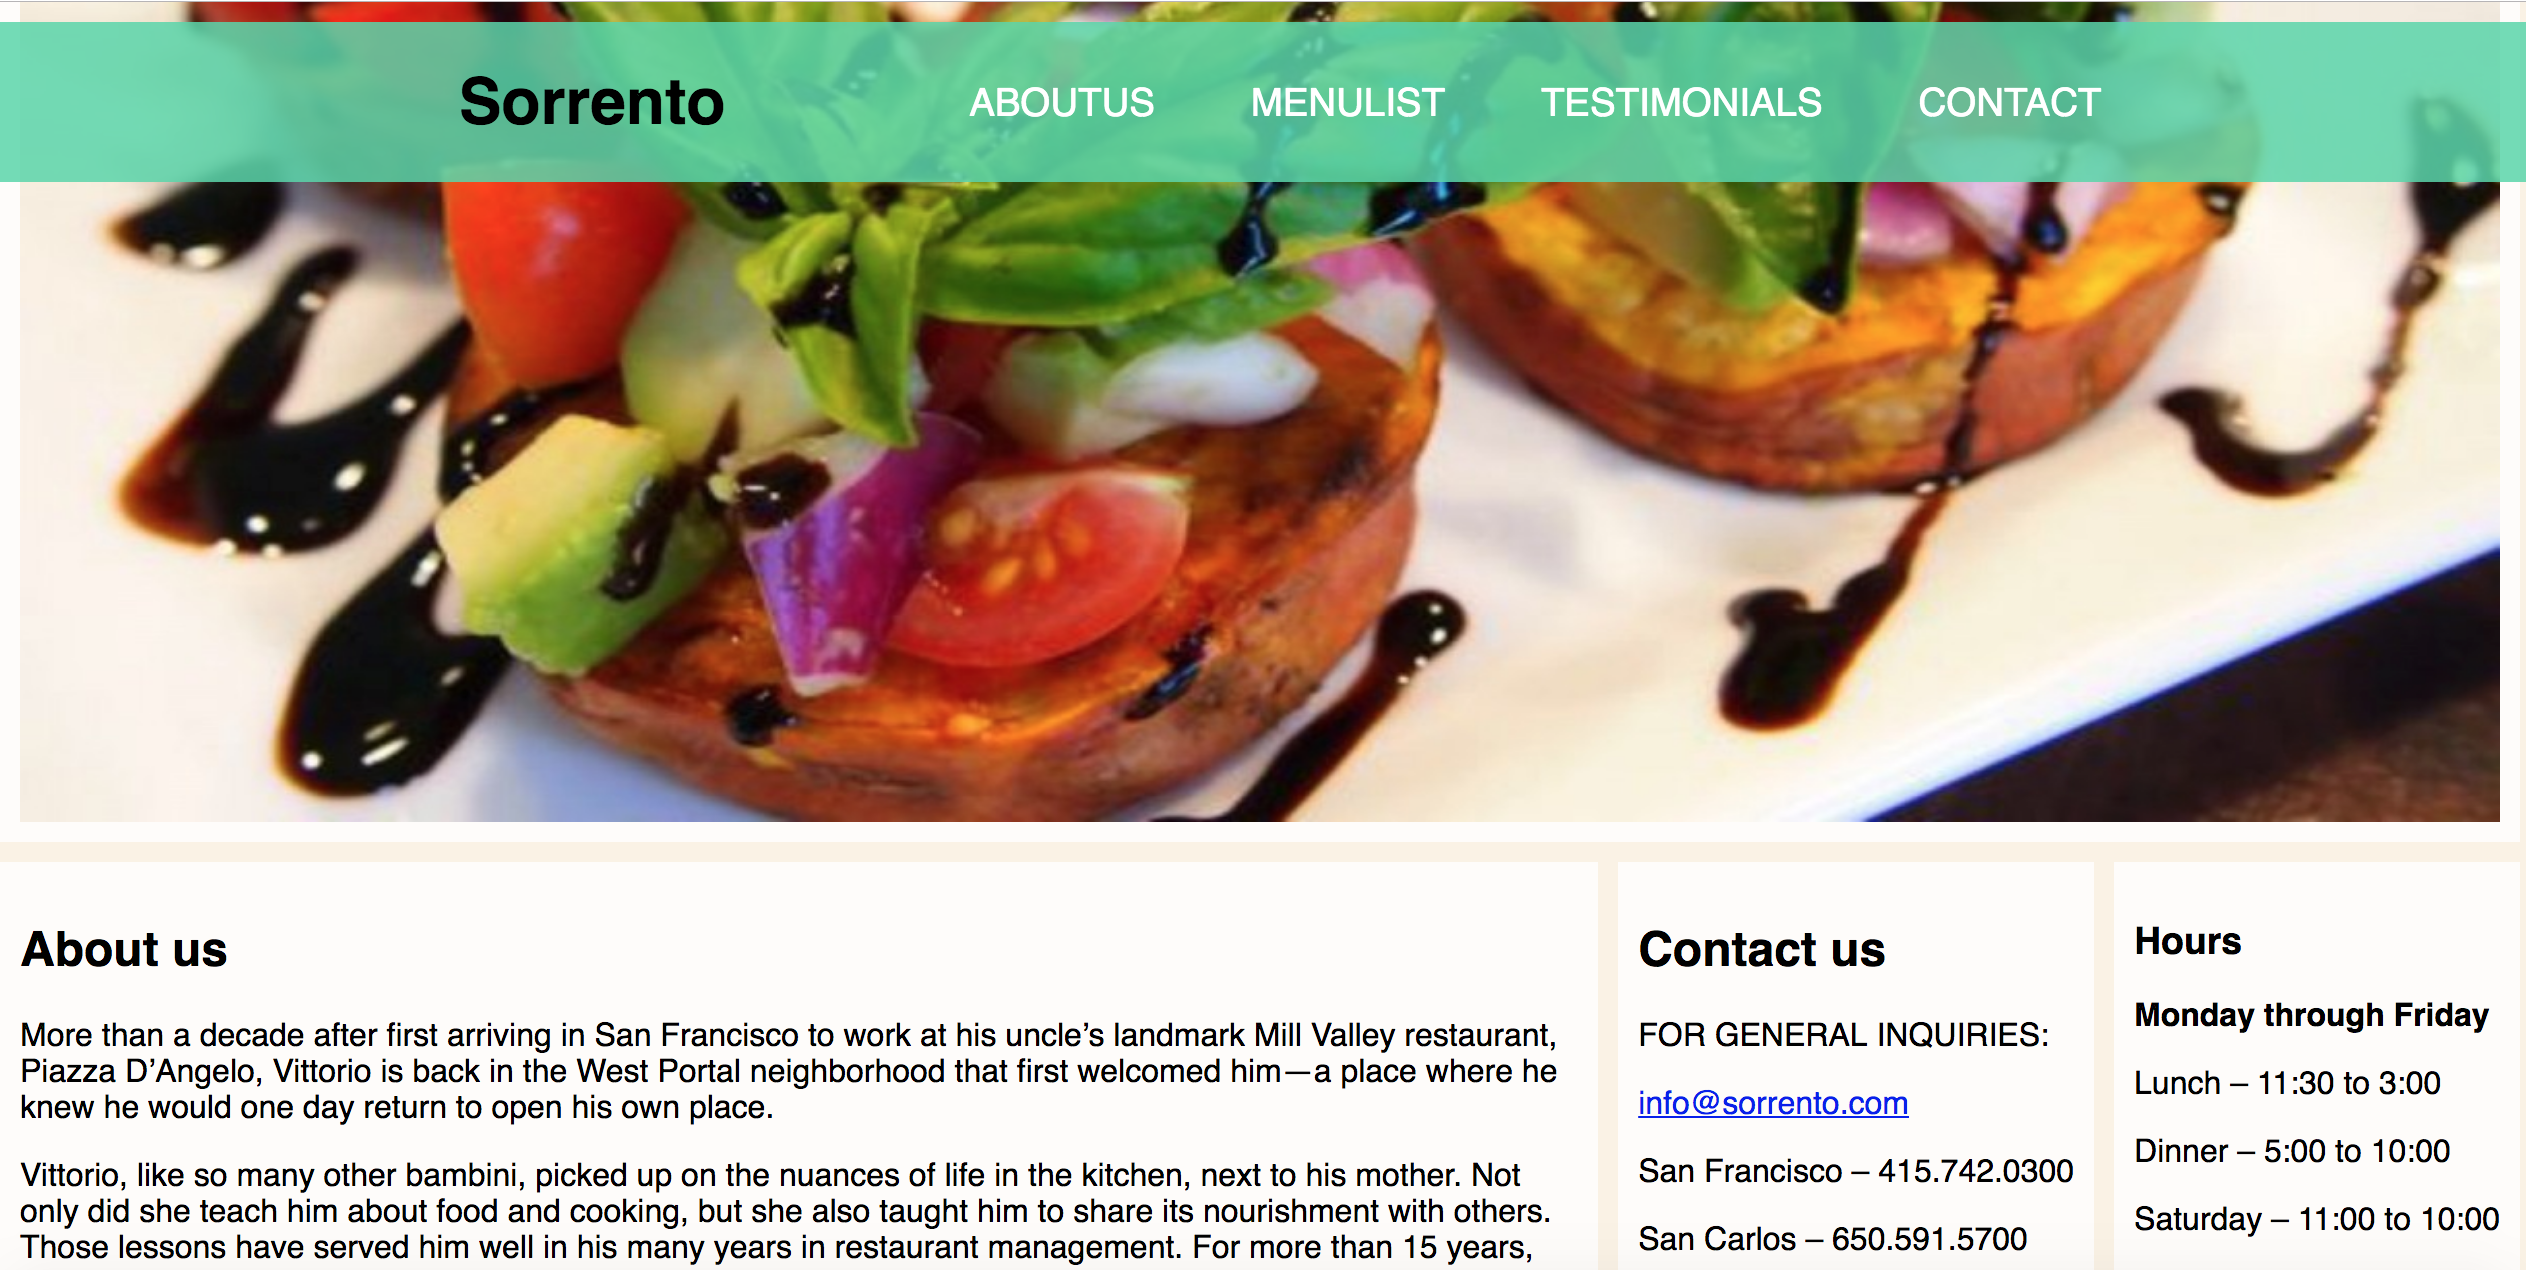 Sorrento
ABOUTUS
MENULIST
TESTIMONIALS
CONTACT
About us
More than a decade after first arriving in San Francisco to work at his uncle’s landmark Mill Valley restaurant,
Piazza D’Angelo, Vittorio is back in the West Portal neighborhood that first welcomed him—a place where he
knew he would one day return to open his own place.
Vittorio, like so many other bambini, picked up on the nuances of life in the kitchen, next to his mother. Not
only did she teach him about food and cooking, but she also taught him to share its nourishment with others.
Those lessons have served him well in his many years in restaurant management. For more than 15 years,
Contact us
FOR GENERAL INQUIRIES:
info@sorrento.com
San Francisco – 415.742.0300
San Carlos – 650.591.5700
Hours
Monday through Friday
Lunch – 11:30 to 3:00
Dinner – 5:00 to 10:00
Saturday – 11:00 to 10:00